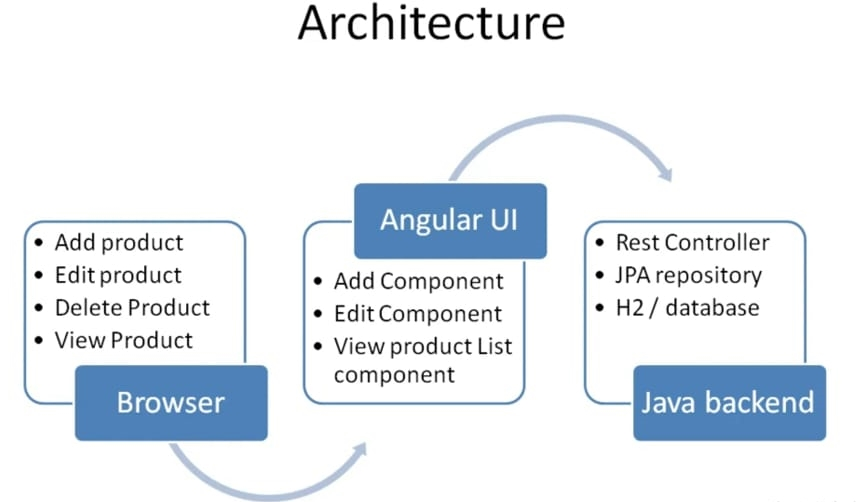 Architecture
• Add product
• Edit product
• Delete Product
• View Product
Browser
Angular UI
• Add Component
• Edit Component
• View product List
component
• Rest Controller
• JPA repository
• H2 / database
Java backend